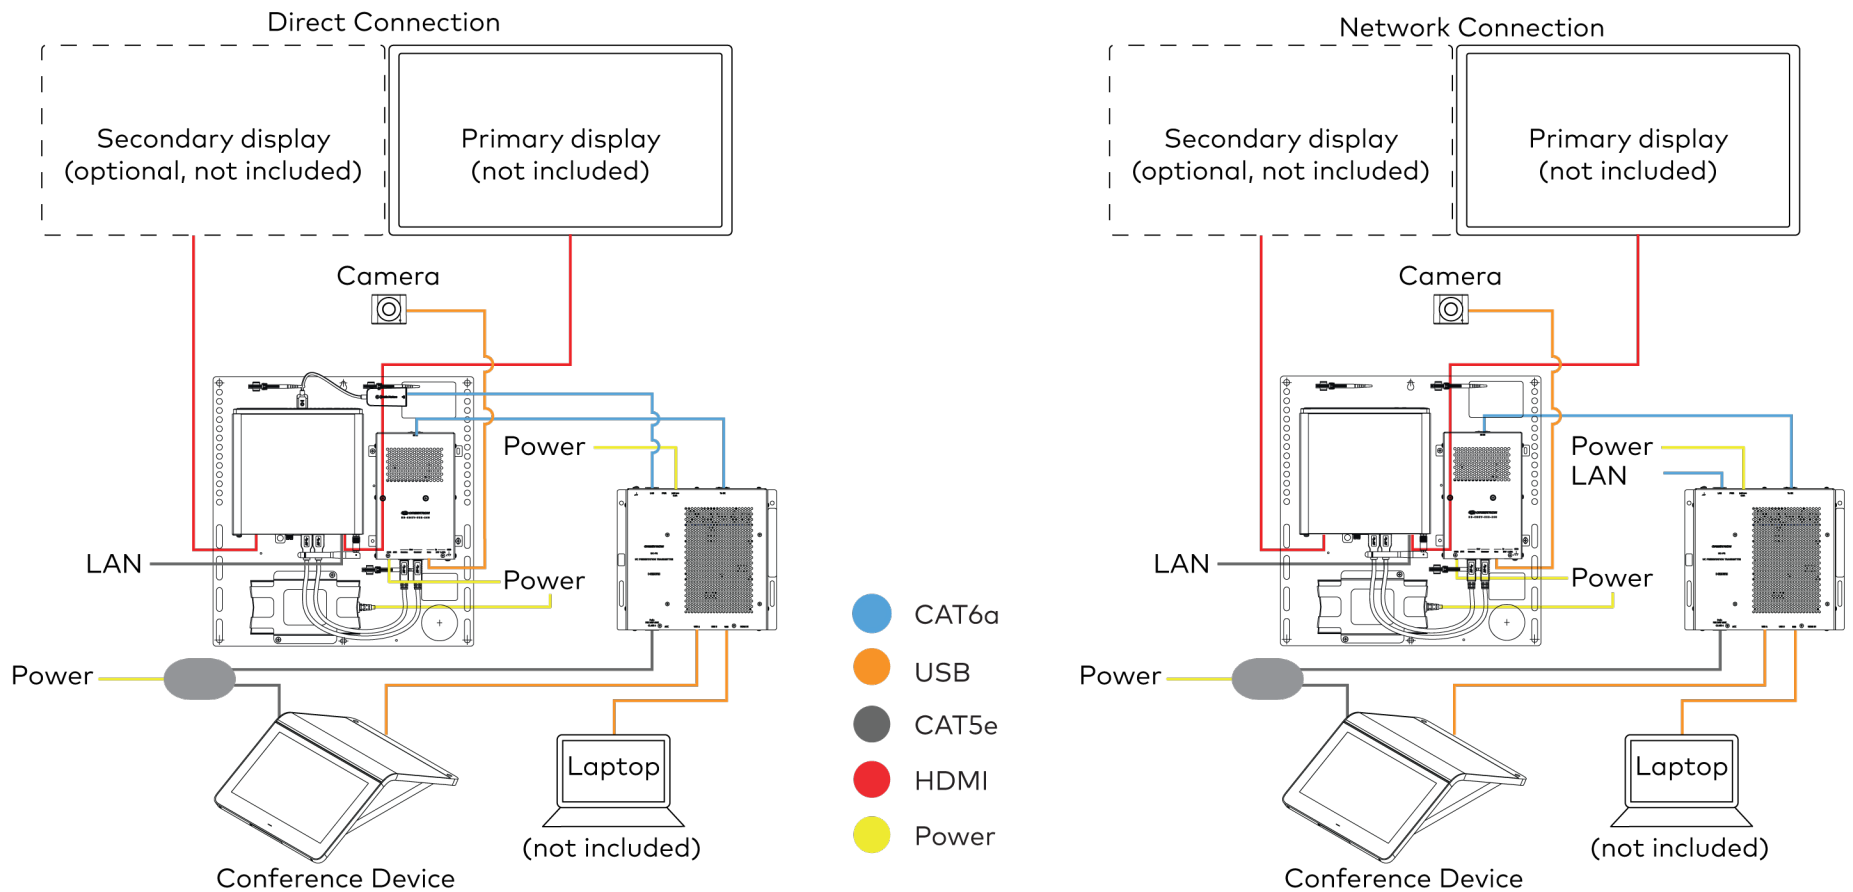 Direct Connection
Secondary display
(optional, not included)
Primary display
(not included)
Camera
Power
LAN
Power
Power
Laptop
(not included)
Conference Device
CAT6a
USB
CAT5e
HDMI
Power
Network Connection
Secondary display
(optional, not included)
Primary display
(not included)
Camera
Power
LAN
LAN
Power
Power
Laptop
(not included)
Conference Device